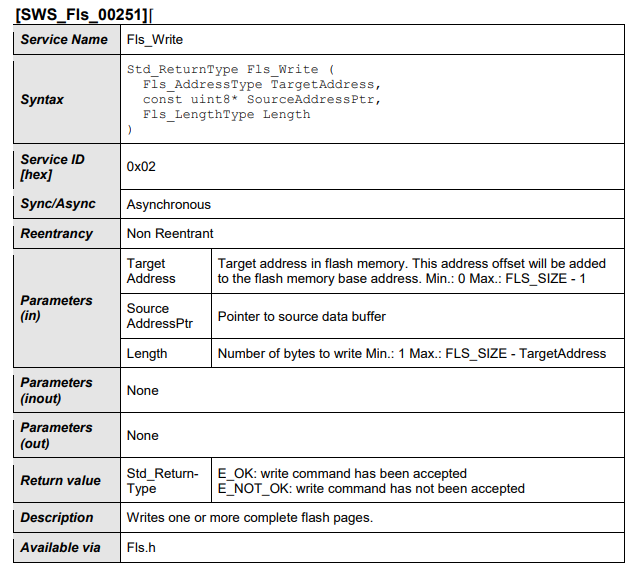 [SWS_Fls_00251]⌈
Service Name Fls_Write
Syntax
Std_ReturnType Fls_Write (
  Fls_AddressType TargetAddress,
  const uint8* SourceAddressPtr,
  Fls_LengthType Length
)
Service ID
[hex]
0x02
Sync/Async Asynchronous
Reentrancy Non Reentrant
Parameters
(in)
Target
Address
Target address in flash memory. This address offset will be added
to the flash memory base address. Min.: 0 Max.: FLS_SIZE - 1
Source
AddressPtr
Pointer to source data buffer
Length Number of bytes to write Min.: 1 Max.: FLS_SIZE - TargetAddress
Parameters
(inout)
None
Parameters
(out)
None
Return value
Std_Return-
Type
E_OK: write command has been accepted
E_NOT_OK: write command has not been accepted
Description Writes one or more complete flash pages.
Available via Fls.h